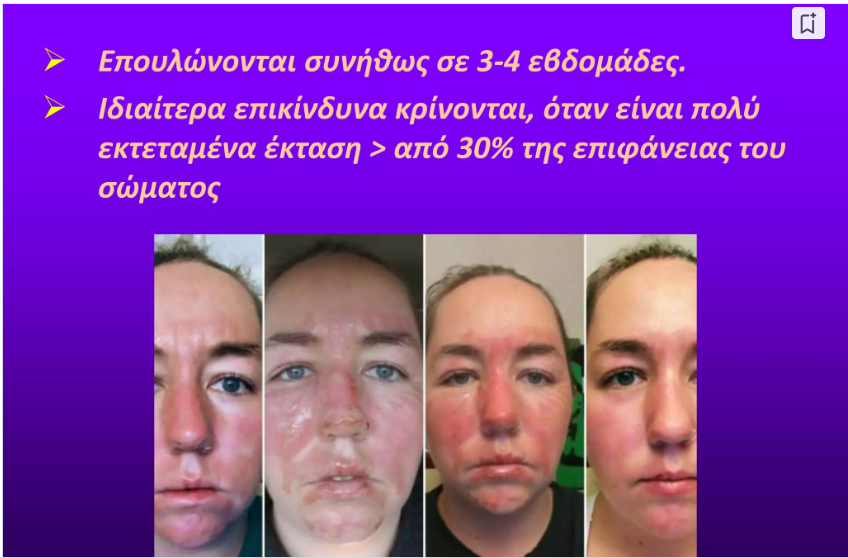 Επουλώνονται συνήθως σε 3-4 εβδομάδες.
Ιδιαίτερα επικίνδυνα κρίνονται, όταν είναι πολύ
εκτεταμένα έκταση > από 30% της επιφάνειας του
σώματος